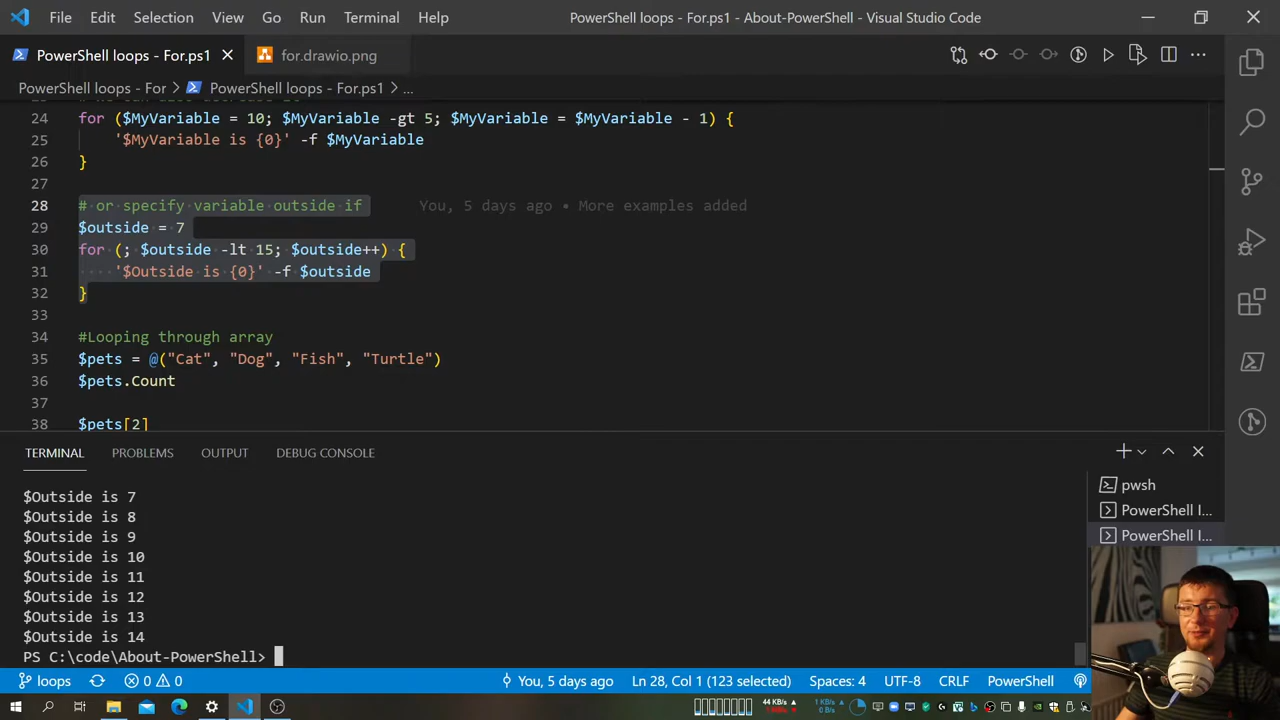 File Edit Selection View Go Run Terminal Help PowerShell loops - For.ps1 - About-PowerShell - Visual Studio Code
PowerShell loops - For.ps1 for.drawio.png
PowerShell loops - For > PowerShell loops - For.ps1 > ...
24 for ($MyVariable = 10; $MyVariable -gt 5; $MyVariable = $MyVariable - 1) {
25 '$MyVariable is {0}' -f $MyVariable
26 }
27
28 # or specify variable outside if You, 5 days ago • More examples added
29 $outside = 7
30 for (; $outside -lt 15; $outside++) {
31 '$Outside is {0}' -f $outside
32 }
33
34 #Looping through array
35 $pets = @("Cat", "Dog", "Fish", "Turtle")
36 $pets.Count
37
38 $pets[2]
TERMINAL PROBLEMS OUTPUT DEBUG CONSOLE
$Outside is 7
$Outside is 8
$Outside is 9
$Outside is 10
$Outside is 11
$Outside is 12
$Outside is 13
$Outside is 14
PS C:\code\About-PowerShell>
pwsh
PowerShell I...
PowerShell I...
loops 0 0 You, 5 days ago Ln 28, Col 1 (123 selected) Spaces: 4 UTF-8 CRLF PowerShell
44 KB/s 1 KB/s
0 B/s